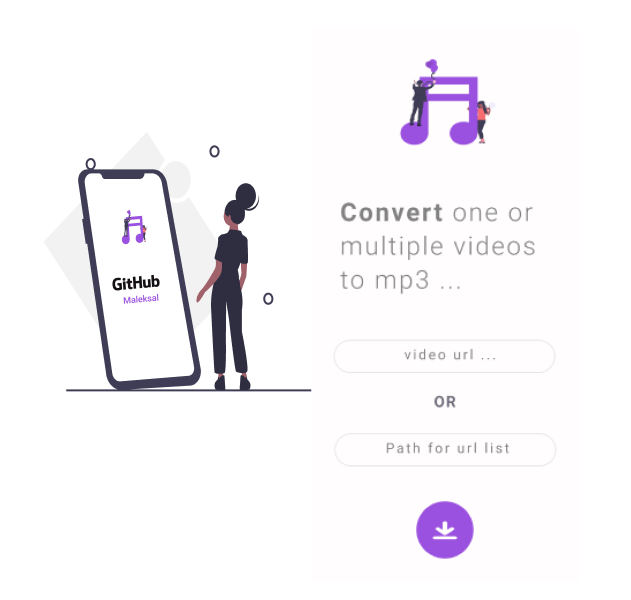 GitHub
Maleksal
Convert one or
multiple videos
to mp3 ...
video url ...
OR
Path for url list